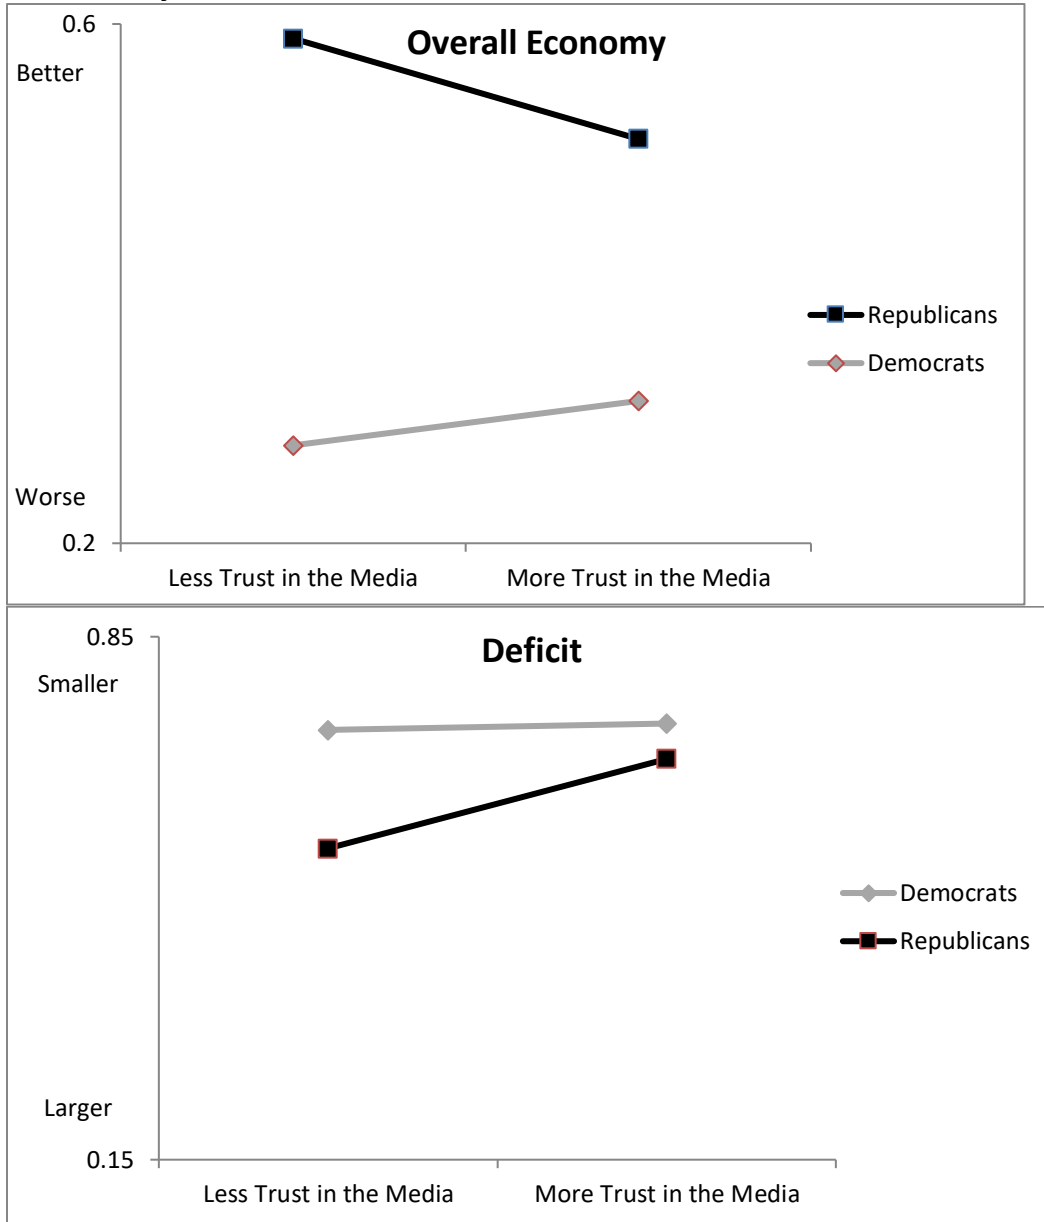 0.6
Overall Economy
Better
Republicans
Democrats
Worse
0.2
Less Trust in the Media More Trust in the Media
0.85
Deficit
Smaller
Democrats
Republicans
Larger
0.15
Less Trust in the Media More Trust in the Media